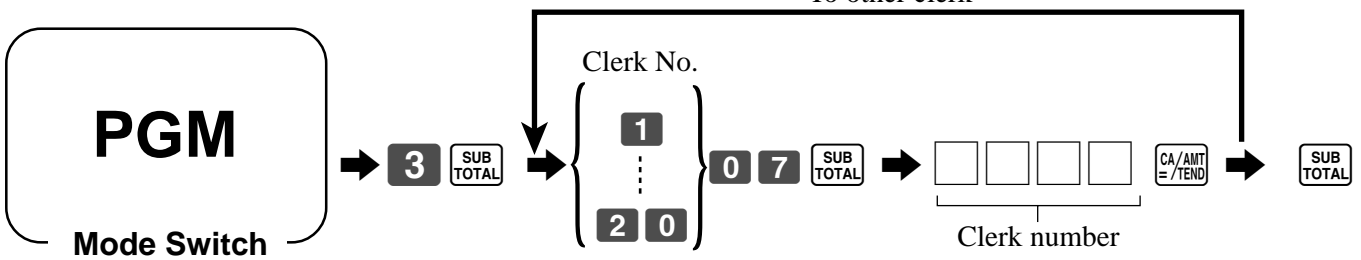 To other clerk
Clerk No.
PGM
1
3 SUB TOTAL
0 7 SUB TOTAL
CA/AMT = /TEND
SUB TOTAL
2 0
Mode Switch
Clerk number